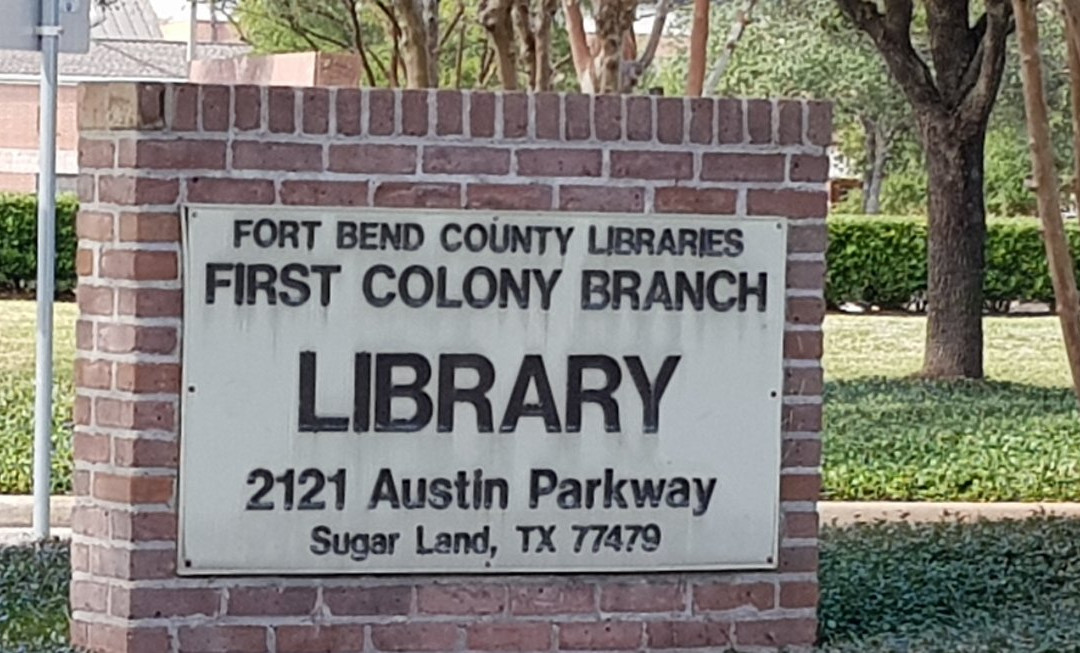 FORT BEND COUNTY LIBRARIES
FIRST COLONY BRANCH
LIBRARY
2121 Austin Parkway
Sugar Land, TX 77479